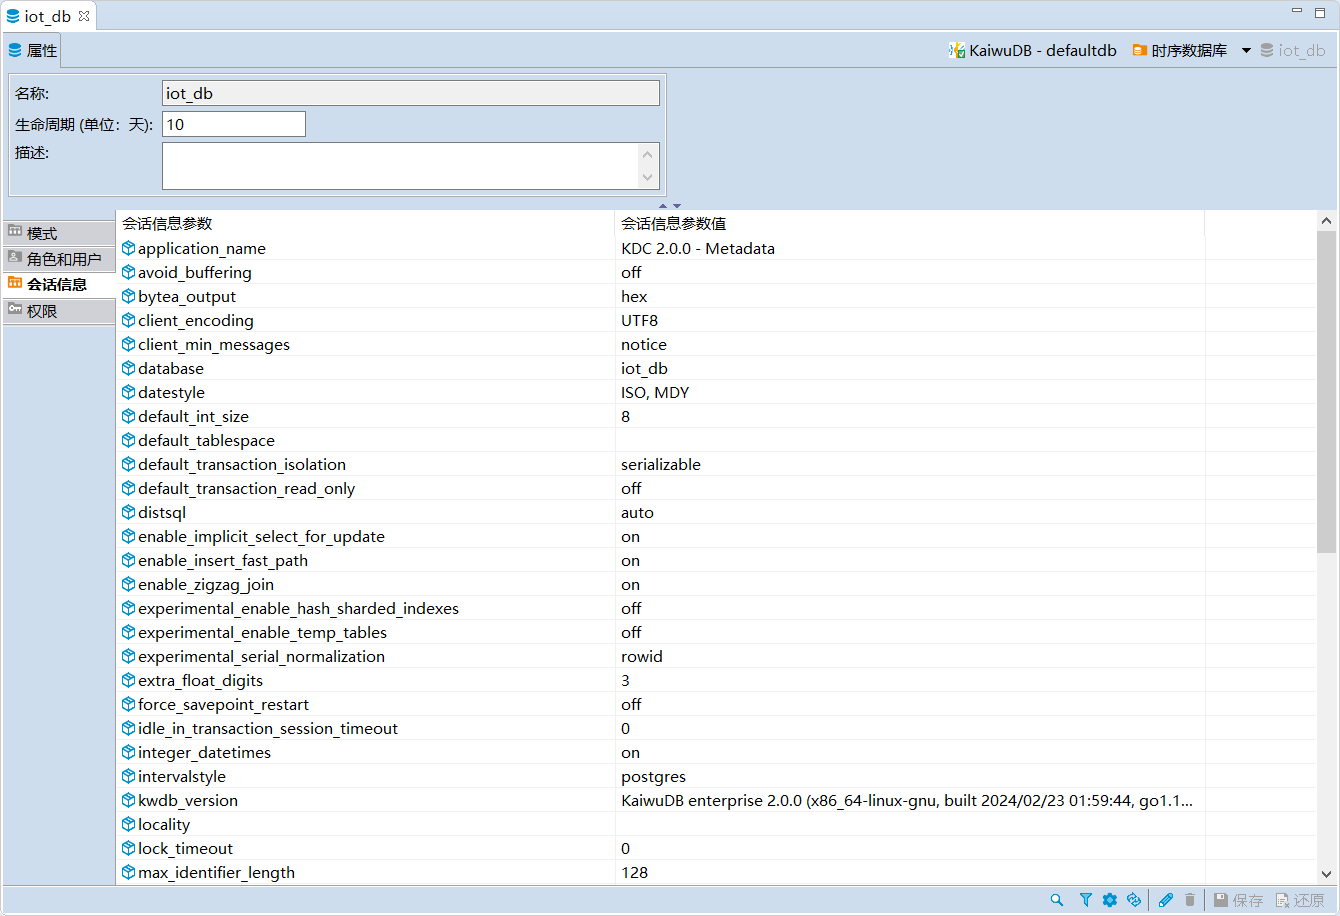 iot_db
属性
KaiwuDB - defaultdb 时序数据库 iot_db
名称: iot_db
生命周期 (单位：天): 10
描述:
模式
角色和用户
会话信息
权限
会话信息参数 会话信息参数值
application_name KDC 2.0.0 - Metadata
avoid_buffering off
bytea_output hex
client_encoding UTF8
client_min_messages notice
database iot_db
datestyle ISO, MDY
default_int_size 8
default_tablespace
default_transaction_isolation serializable
default_transaction_read_only off
distsql auto
enable_implicit_select_for_update on
enable_insert_fast_path on
enable_zigzag_join on
experimental_enable_hash_sharded_indexes off
experimental_enable_temp_tables off
experimental_serial_normalization rowid
extra_float_digits 3
force_savepoint_restart off
idle_in_transaction_session_timeout 0
integer_datetimes on
intervalstyle postgres
kwdb_version KaiwuDB enterprise 2.0.0 (x86_64-linux-gnu, built 2024/02/23 01:59:44, go1.1...
locality
lock_timeout 0
max_identifier_length 128
保存 还原